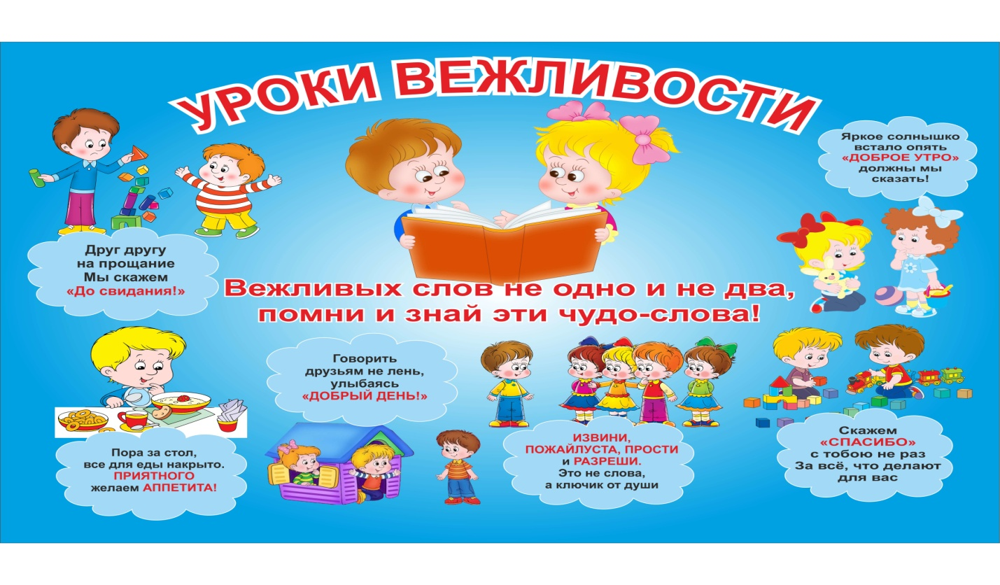 УРОКИ ВЕЖЛИВОСТИ
Яркое солнышко
встало опять
«ДОБРОЕ УТРО»
должны мы
сказать!
Друг другу
на прощание
Мы скажем
«До свидания!»
Вежливых слов не одно и не два,
помни и знай эти чудо-слова!
Говорить
друзьям не лень,
улыбаясь
«ДОБРЫЙ ДЕНЬ!»
Пора за стол,
все для еды накрыто.
ПРИЯТНОГО
желаем АППЕТИТА!
ИЗВИНИ,
ПОЖАЙЛУСТА, ПРОСТИ
и РАЗРЕШИ.
Это не слова,
а ключик от души
Скажем
«СПАСИБО»
с тобою не раз
За всё, что делают
для вас